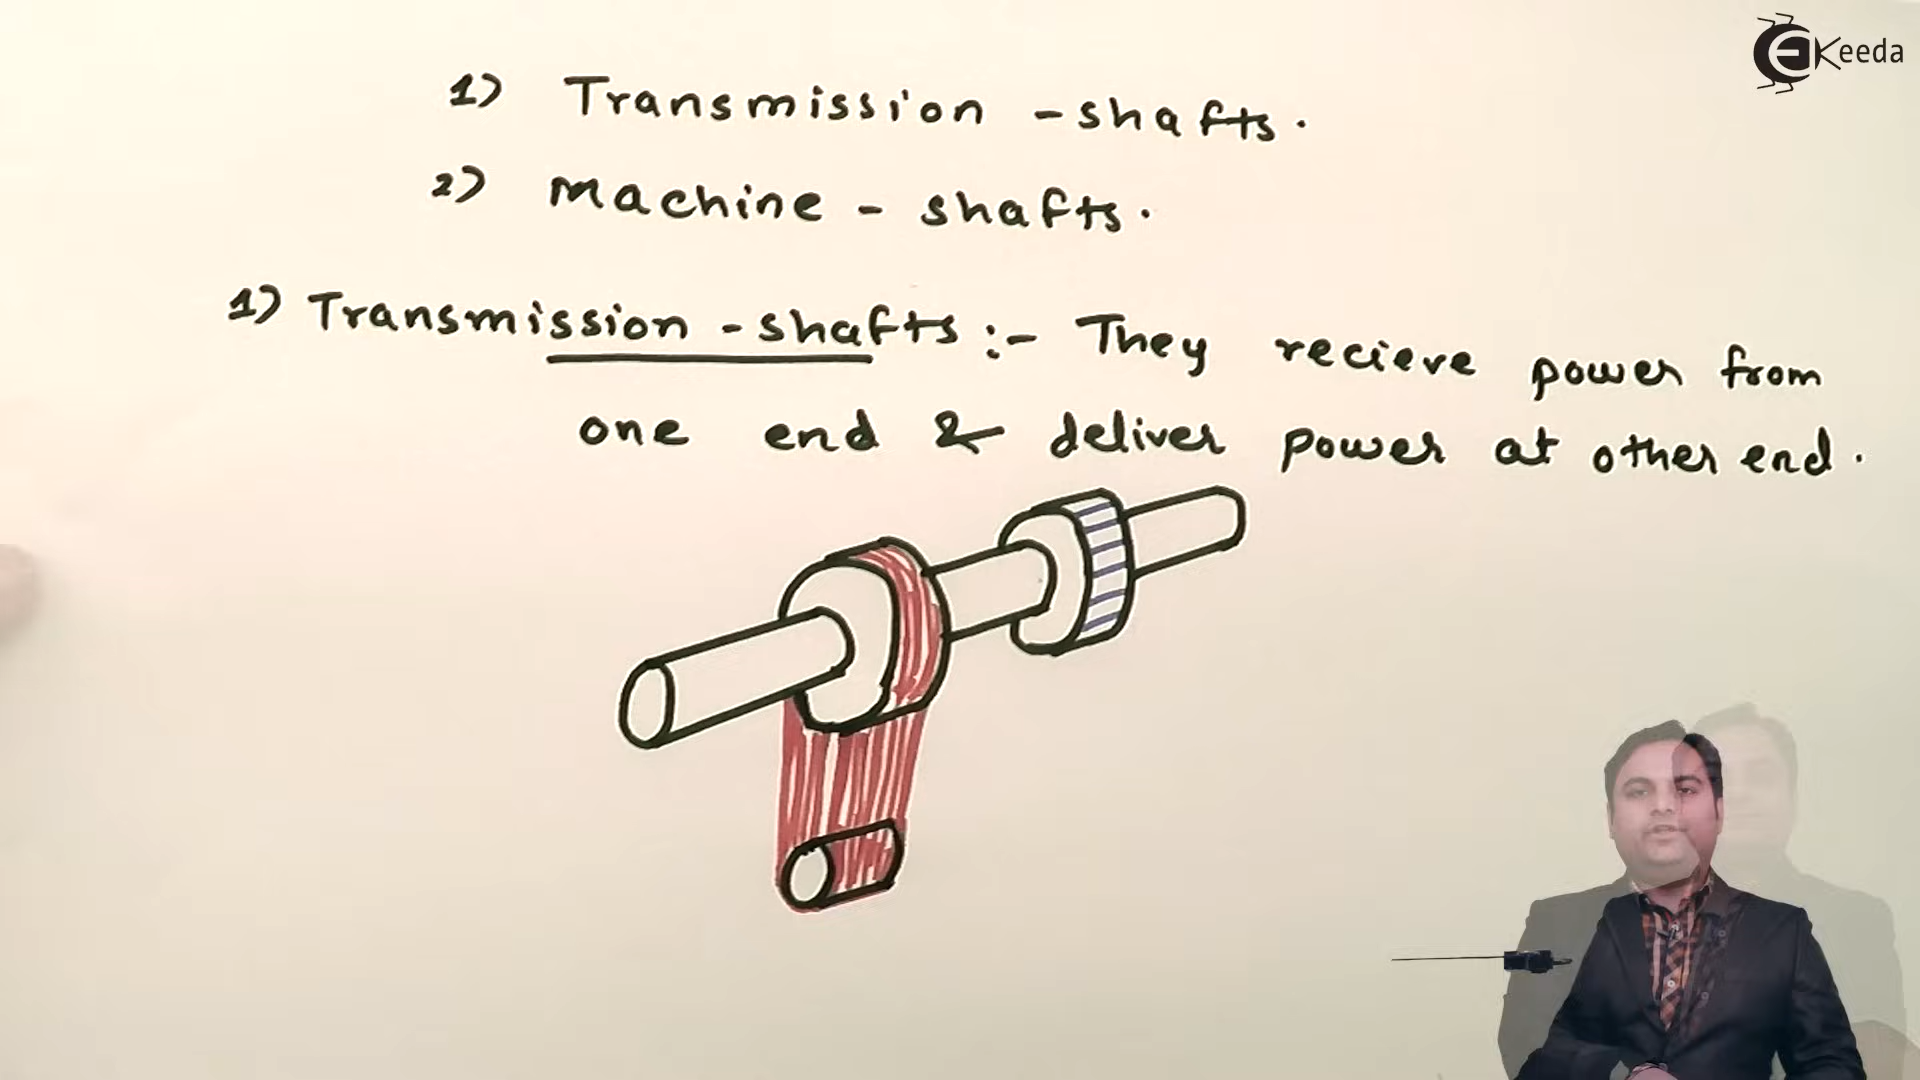 eKeeda
1) Transmission - shafts.
2) Machine - shafts.
1) Transmission - shafts :- They recieve power from
one end & deliver power at other end.